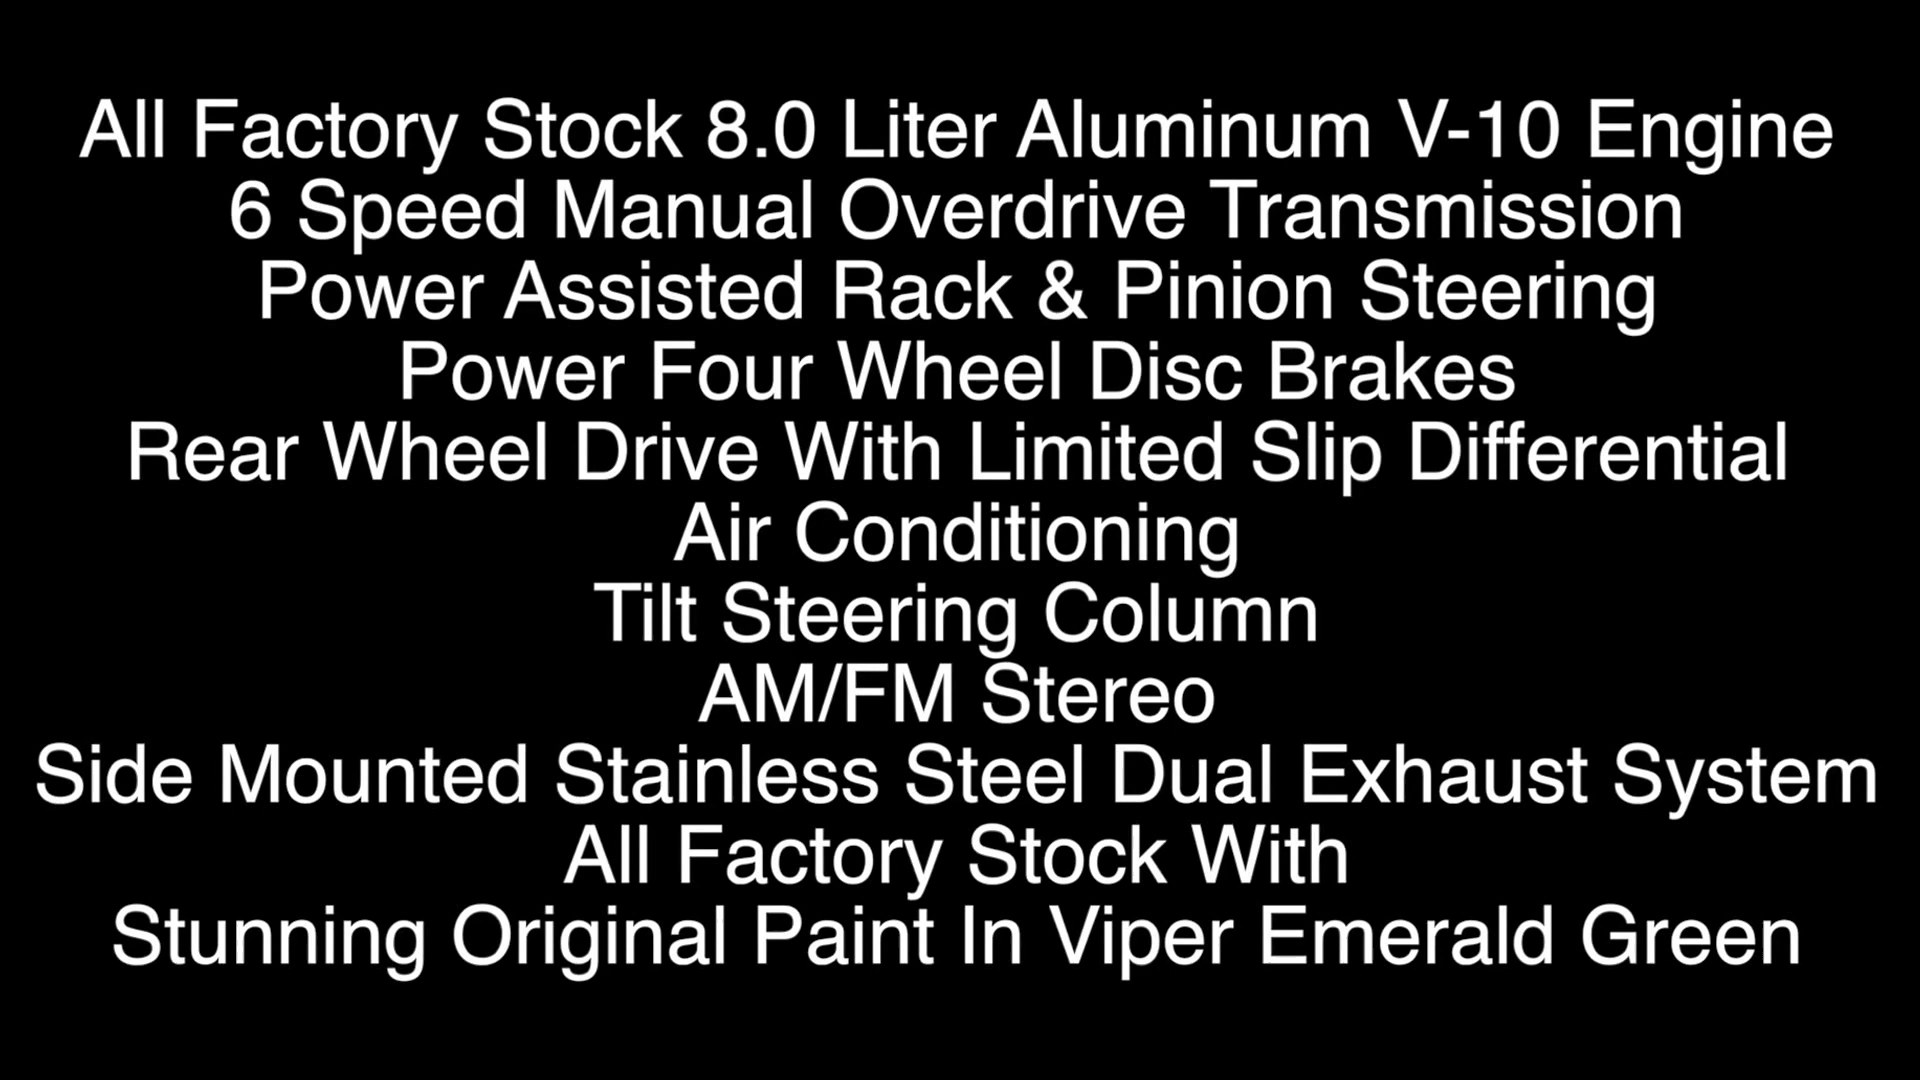 All Factory Stock 8.0 Liter Aluminum V-10 Engine
6 Speed Manual Overdrive Transmission
Power Assisted Rack & Pinion Steering
Power Four Wheel Disc Brakes
Rear Wheel Drive With Limited Slip Differential
Air Conditioning
Tilt Steering Column
AM/FM Stereo
Side Mounted Stainless Steel Dual Exhaust System
All Factory Stock With
Stunning Original Paint In Viper Emerald Green